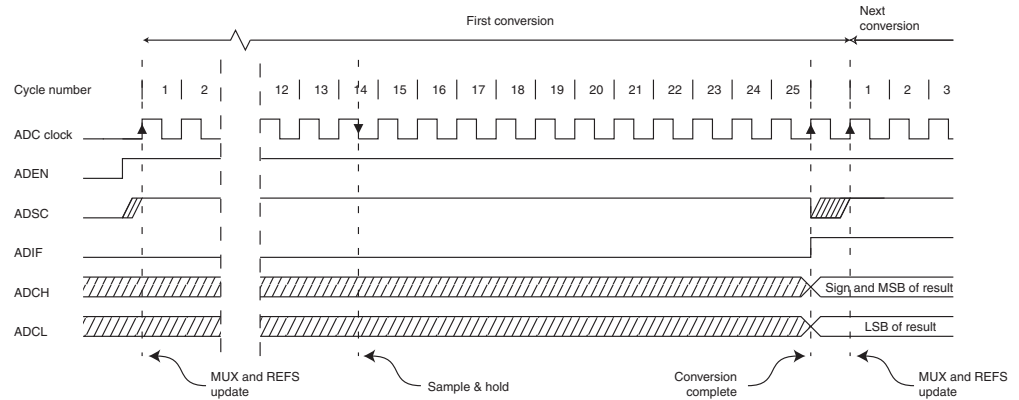 First conversion
Next
conversion
Cycle number 1 2 12 13 14 15 16 17 18 19 20 21 22 23 24 25 1 2 3
ADC clock
ADEN
ADSC
ADIF
ADCH Sign and MSB of result
ADCL LSB of result
MUX and REFS
update
Sample & hold
Conversion
complete
MUX and REFS
update